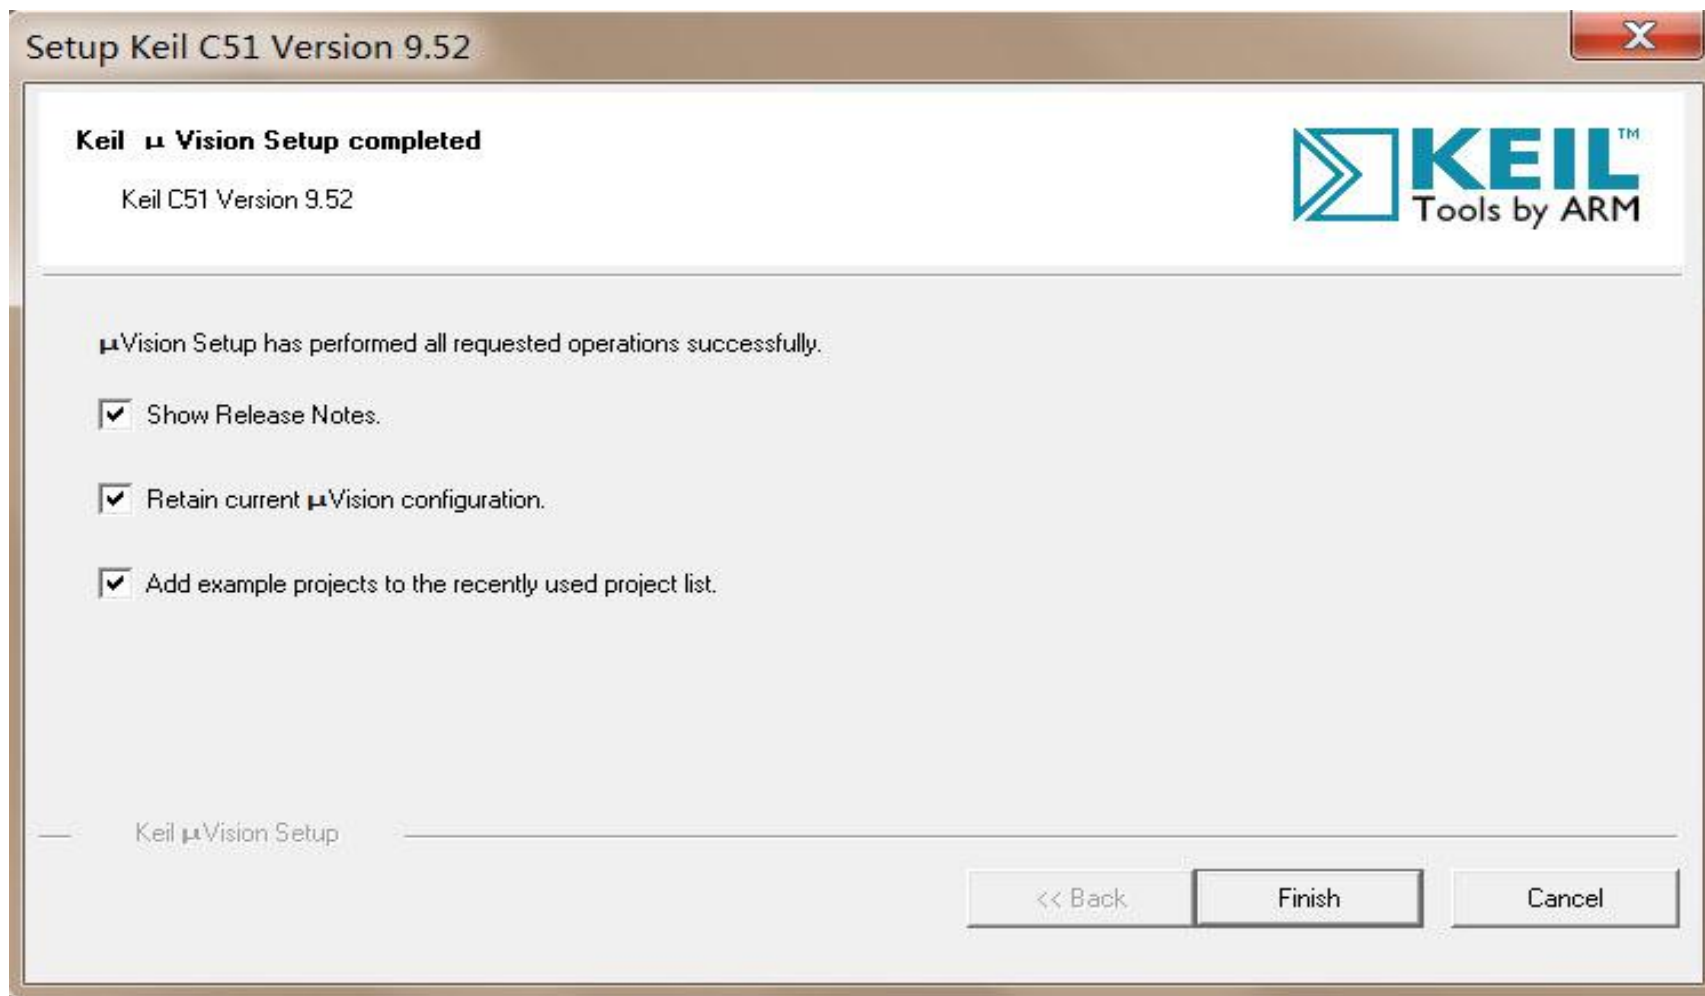 Setup Keil C51 Version 9.52
X
Keil μ Vision Setup completed
Keil C51 Version 9.52
KEIL™
Tools by ARM
μVision Setup has performed all requested operations successfully.
Show Release Notes.
Retain current μVision configuration.
Add example projects to the recently used project list.
Keil μVision Setup
<< Back
Finish
Cancel